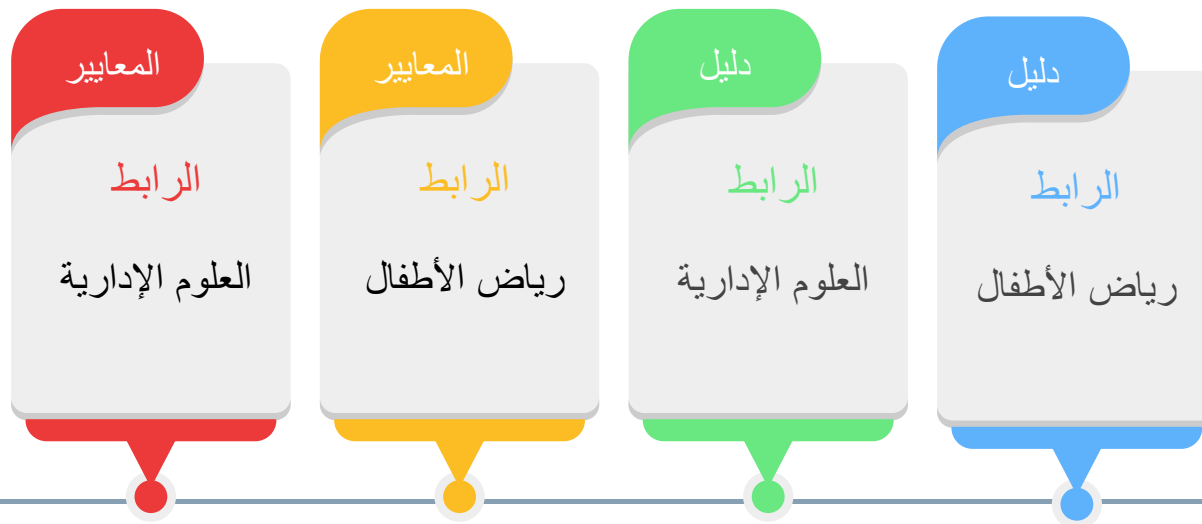 دليل
الرابط
رياض الأطفال
دليل
الرابط
العلوم الإدارية
المعايير
الرابط
رياض الأطفال
المعايير
الرابط
العلوم الإدارية